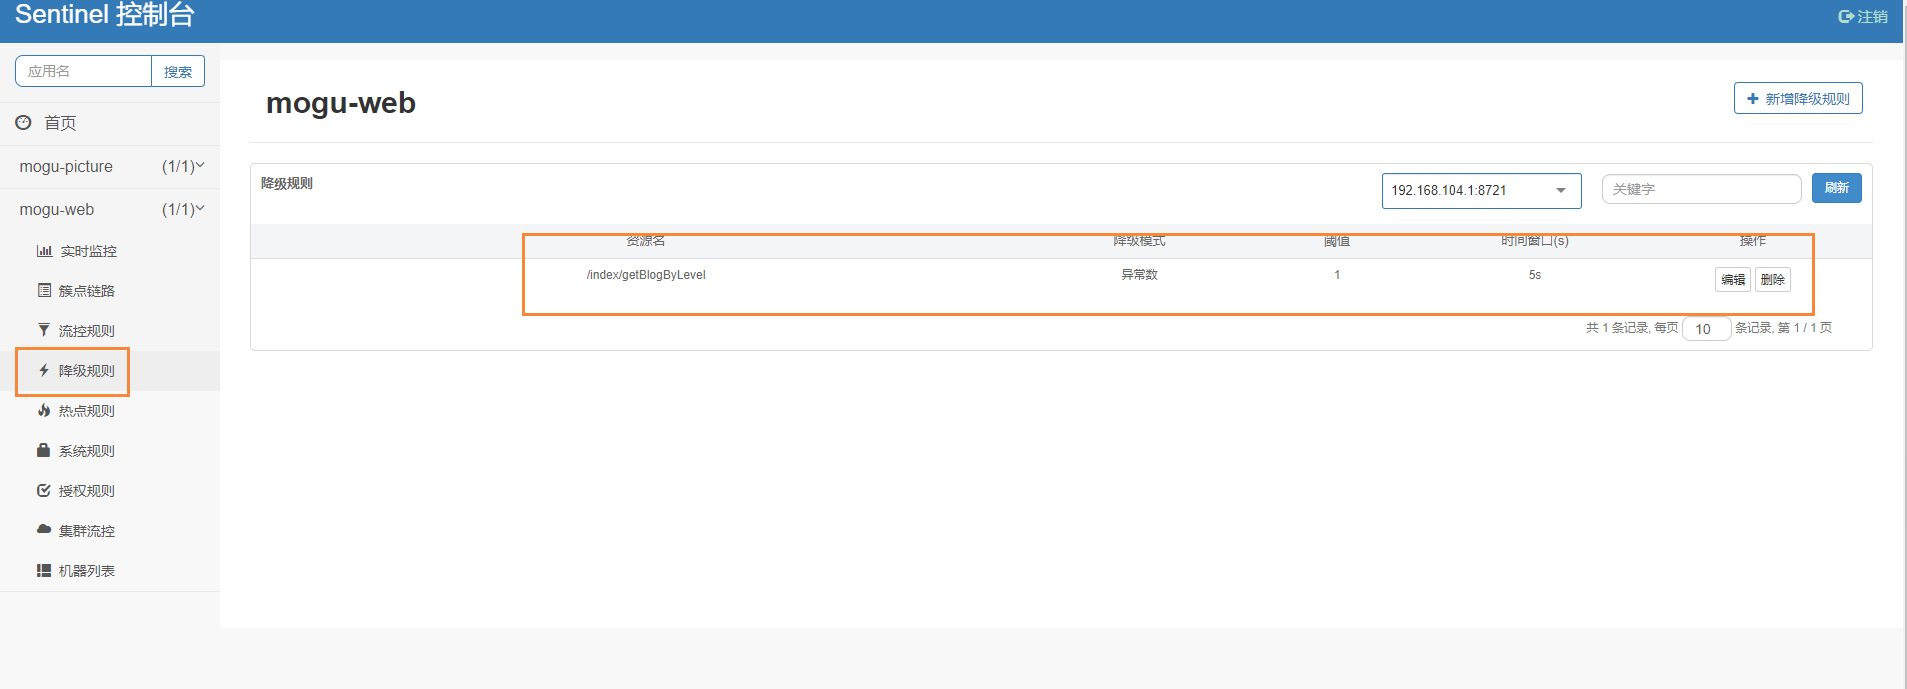 Sentinel 控制台
注销
应用名
搜索
首页
mogu-picture (1/1)
mogu-web (1/1)
实时监控
簇点链路
流控规则
降级规则
热点规则
系统规则
授权规则
集群流控
机器列表
mogu-web
新增降级规则
降级规则
192.168.104.1:8721
关键字
刷新
资源名 降级模式 阈值 时间窗口(s) 操作
/index/getBlogByLevel 异常数 1 5s 编辑 删除
共 1 条记录, 每页 10 条记录, 第 1 / 1 页